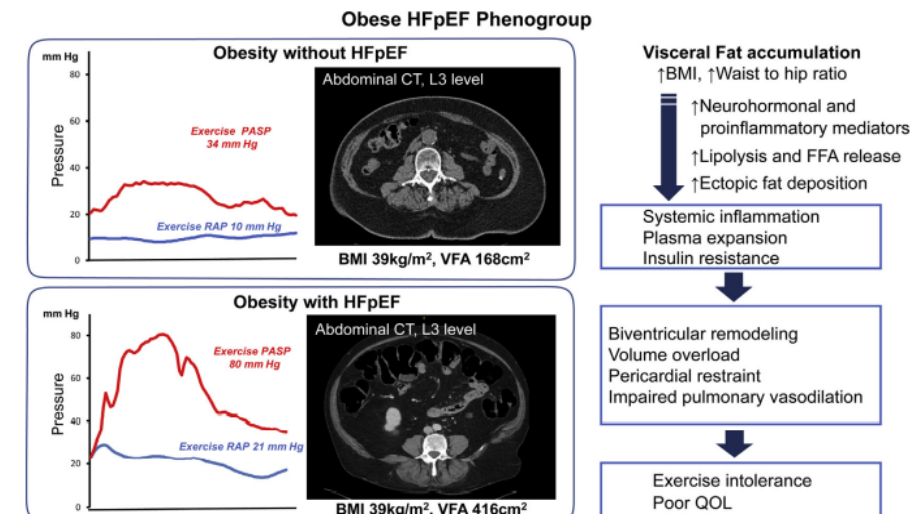 Obese HFpEF Phenogroup
Obesity without HFpEF
mm Hg
80
60
40
20
0
Pressure
Exercise PASP
34 mm Hg
Exercise RAP 10 mm Hg
Abdominal CT, L3 level
BMI 39kg/m², VFA 168cm²
Obesity with HFpEF
mm Hg
80
60
40
20
0
Pressure
Exercise PASP
80 mm Hg
Exercise RAP 21 mm Hg
Abdominal CT, L3 level
BMI 39kg/m², VFA 416cm²
Visceral Fat accumulation
↑BMI, ↑Waist to hip ratio
↑Neurohormonal and
proinflammatory mediators
↑Lipolysis and FFA release
↑Ectopic fat deposition
Systemic inflammation
Plasma expansion
Insulin resistance
Biventricular remodeling
Volume overload
Pericardial restraint
Impaired pulmonary vasodilation
Exercise intolerance
Poor QOL